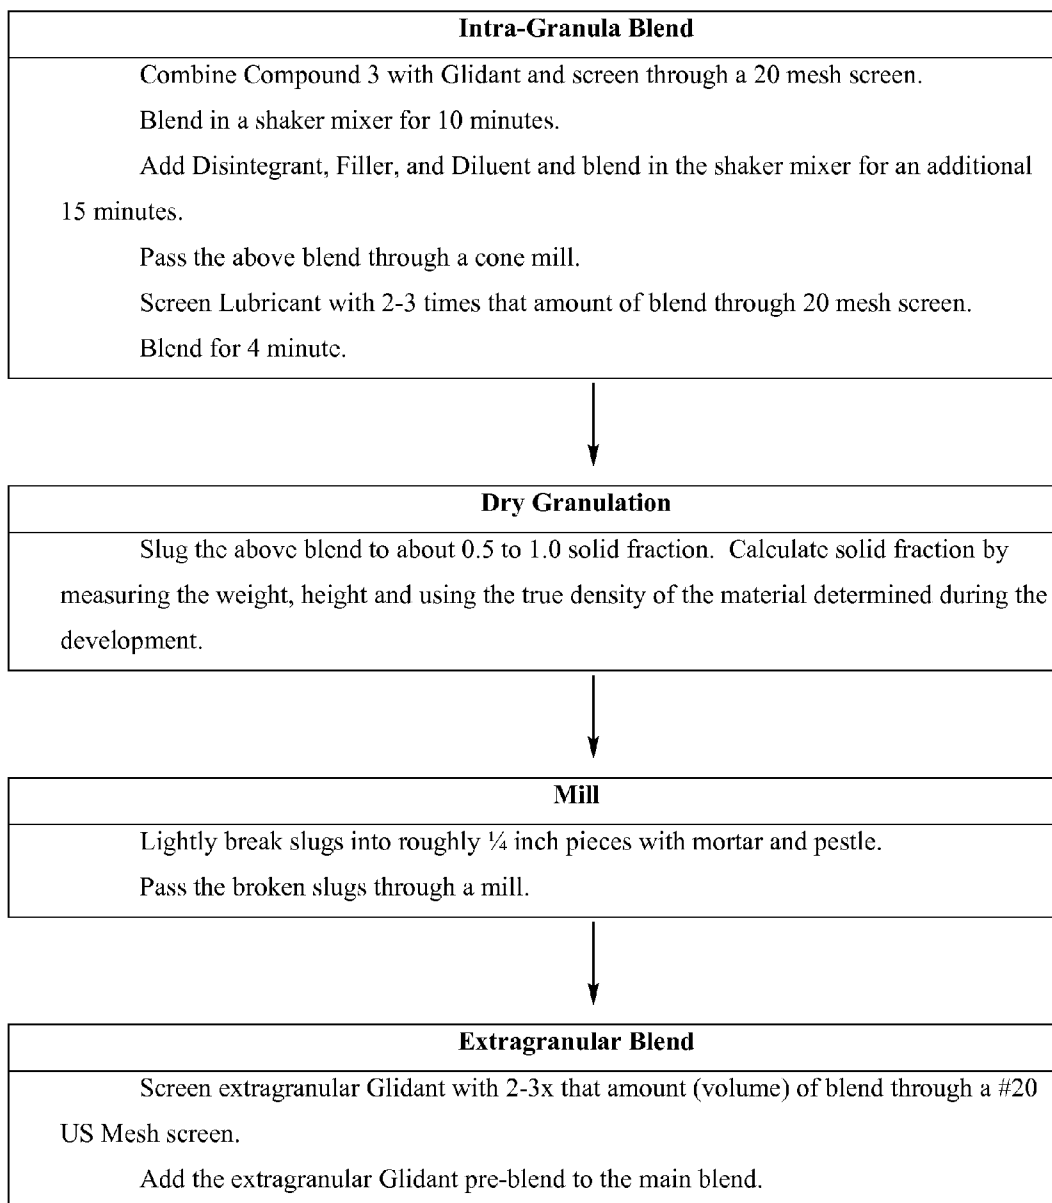 Intra-Granula Blend
Combine Compound 3 with Glidant and screen through a 20 mesh screen.
Blend in a shaker mixer for 10 minutes.
Add Disintegrant, Filler, and Diluent and blend in the shaker mixer for an additional
15 minutes.
Pass the above blend through a cone mill.
Screen Lubricant with 2-3 times that amount of blend through 20 mesh screen.
Blend for 4 minute.
Dry Granulation
Slug the above blend to about 0.5 to 1.0 solid fraction.  Calculate solid fraction by
measuring the weight, height and using the true density of the material determined during the
development.
Mill
Lightly break slugs into roughly ¼ inch pieces with mortar and pestle.
Pass the broken slugs through a mill.
Extragranular Blend
Screen extragranular Glidant with 2-3x that amount (volume) of blend through a #20
US Mesh screen.
Add the extragranular Glidant pre-blend to the main blend.